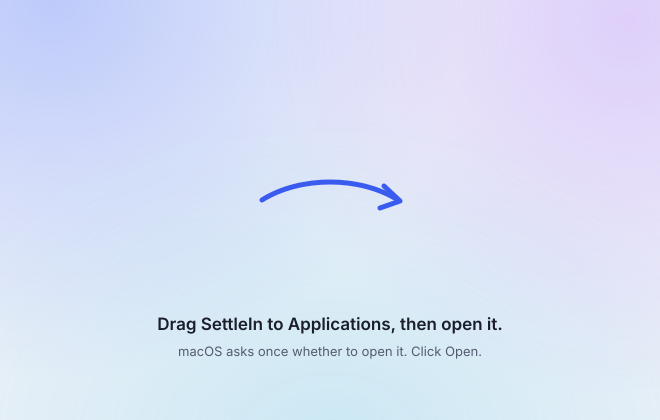 Drag SettleIn to Applications, then open it.
macOS asks once whether to open it. Click Open.